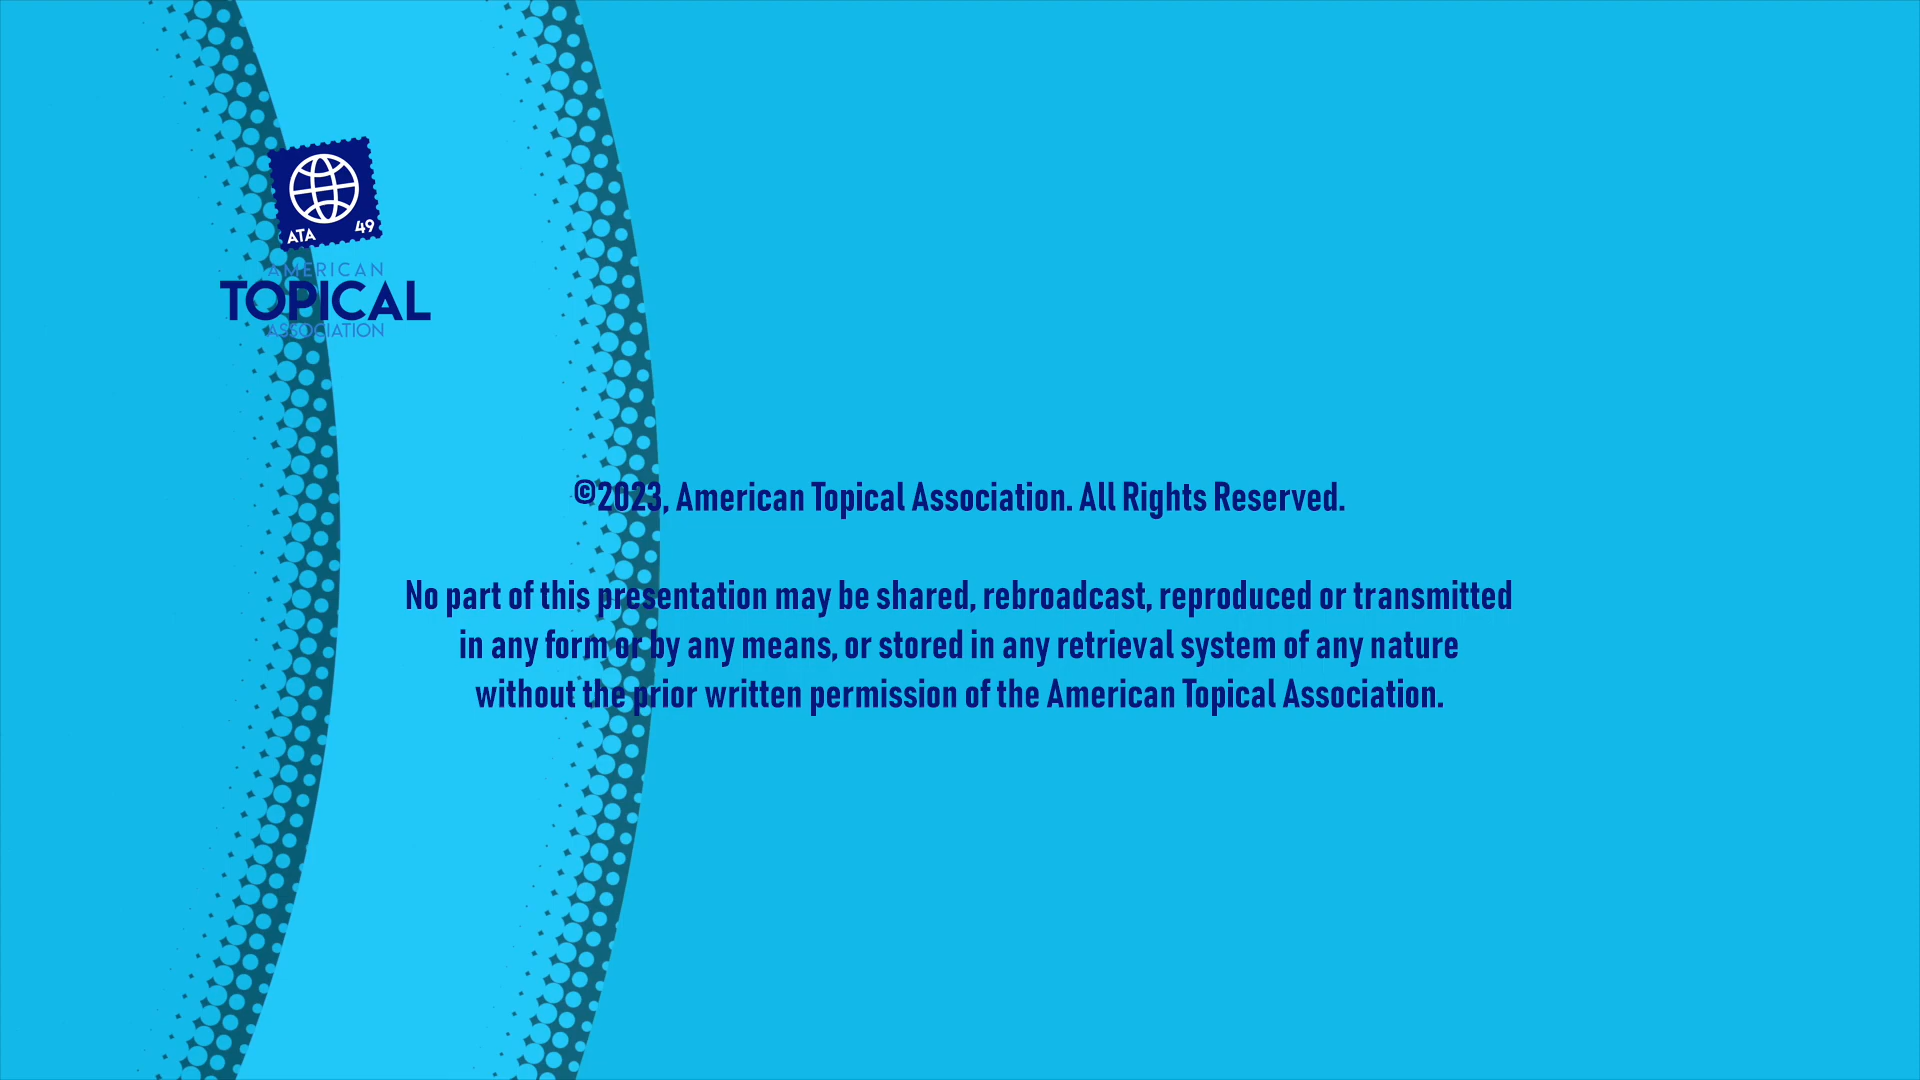 ATA 49
AMERICAN
TOPICAL
ASSOCIATION
©2023, American Topical Association. All Rights Reserved.
No part of this presentation may be shared, rebroadcast, reproduced or transmitted
in any form or by any means, or stored in any retrieval system of any nature
without the prior written permission of the American Topical Association.